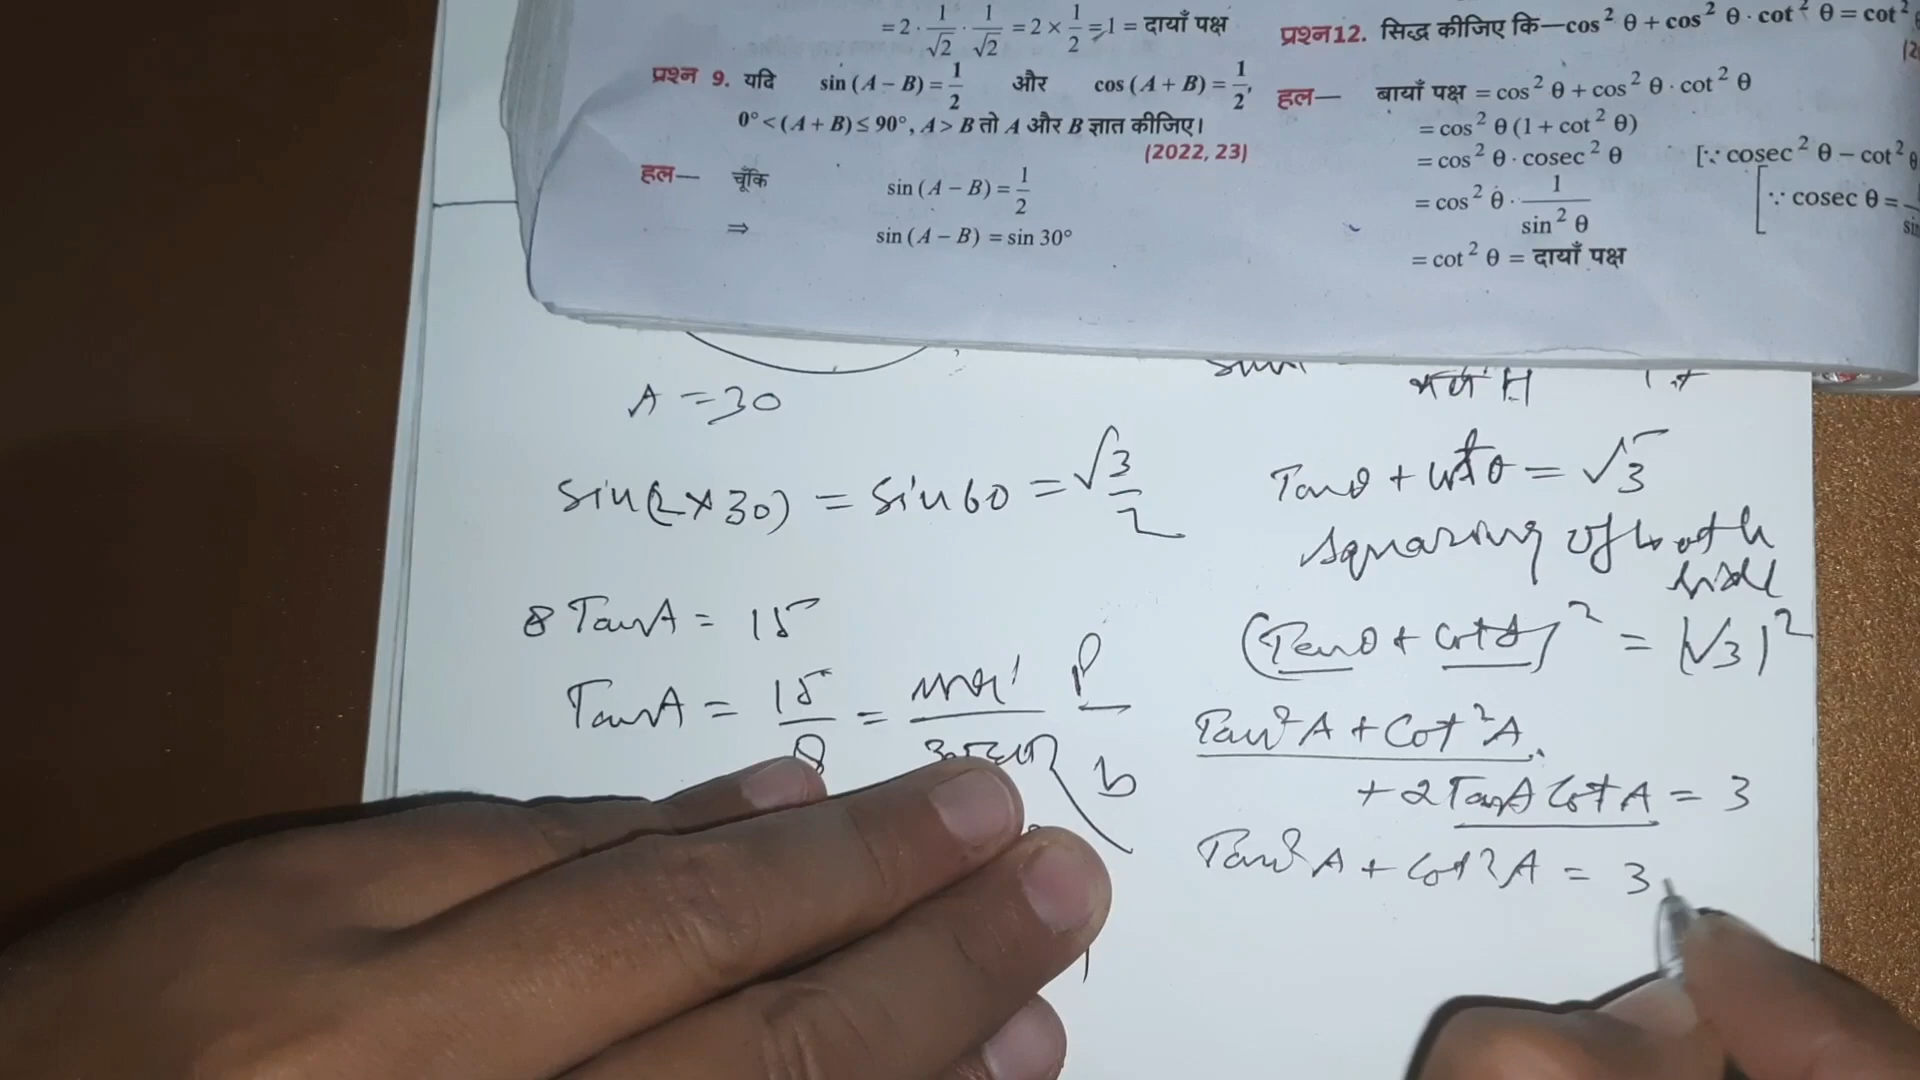 = 2 · 1/√2 · 1/√2 = 2 × 1/2 = 1 = दायाँ पक्ष
प्रश्न 9. यदि sin (A – B) = 1/2 और cos (A + B) = 1/2,
0° < (A + B) ≤ 90°, A > B तो A और B ज्ञात कीजिए।
(2022, 23)
हल— चूँकि sin (A – B) = 1/2
⇒ sin (A – B) = sin 30°
प्रश्न12. सिद्ध कीजिए कि—cos² θ + cos² θ · cot² θ = cot²
हल— बायाँ पक्ष = cos² θ + cos² θ · cot² θ
= cos² θ (1 + cot² θ)
= cos² θ · cosec² θ [∵ cosec² θ – cot² θ
= cos² θ · 1/sin² θ [∵ cosec θ =
= cot² θ = दायाँ पक्ष
A = 30
sin(2×30) = sin 60 = √3/2
8 TanA = 15
TanA = 15/8 = P/b
Tanθ + cotθ = √3
Squaring of both side
(Tanθ + cotθ)² = (√3)²
Tan²A + Cot²A
+ 2TanA CotA = 3
Tan²A + Cot²A = 3